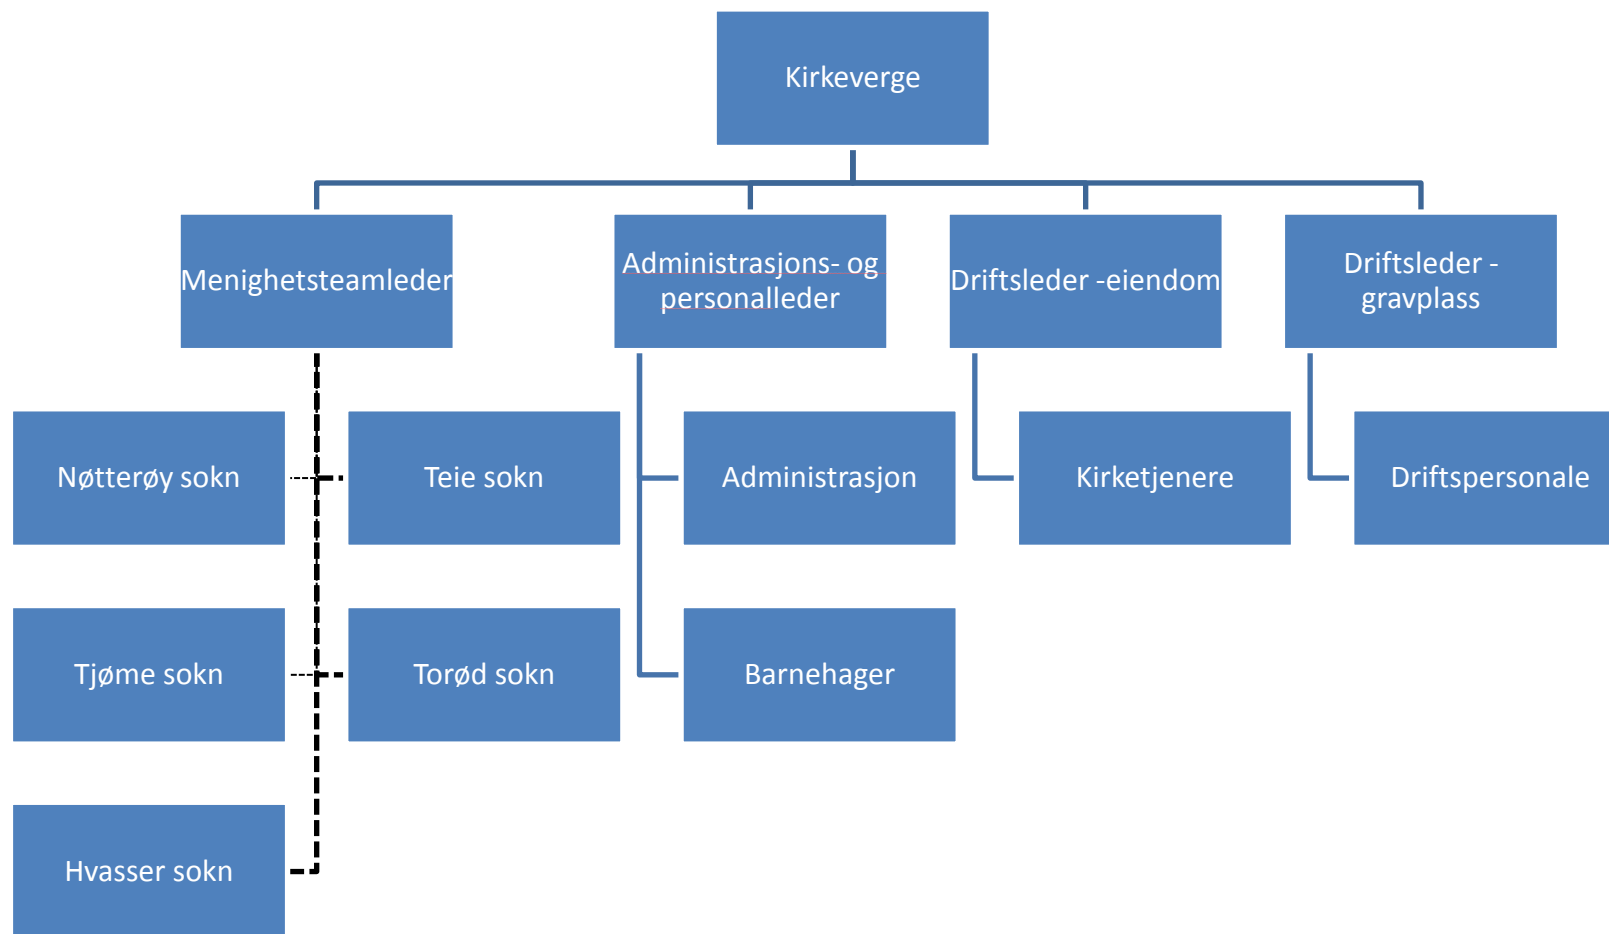 Kirkeverge
Menighetsteamleder
Administrasjons- og
personalleder
Driftsleder -eiendom
Driftsleder -
gravplass
Nøtterøy sokn
Teie sokn
Administrasjon
Kirketjenere
Driftspersonale
Tjøme sokn
Torød sokn
Barnehager
Hvasser sokn